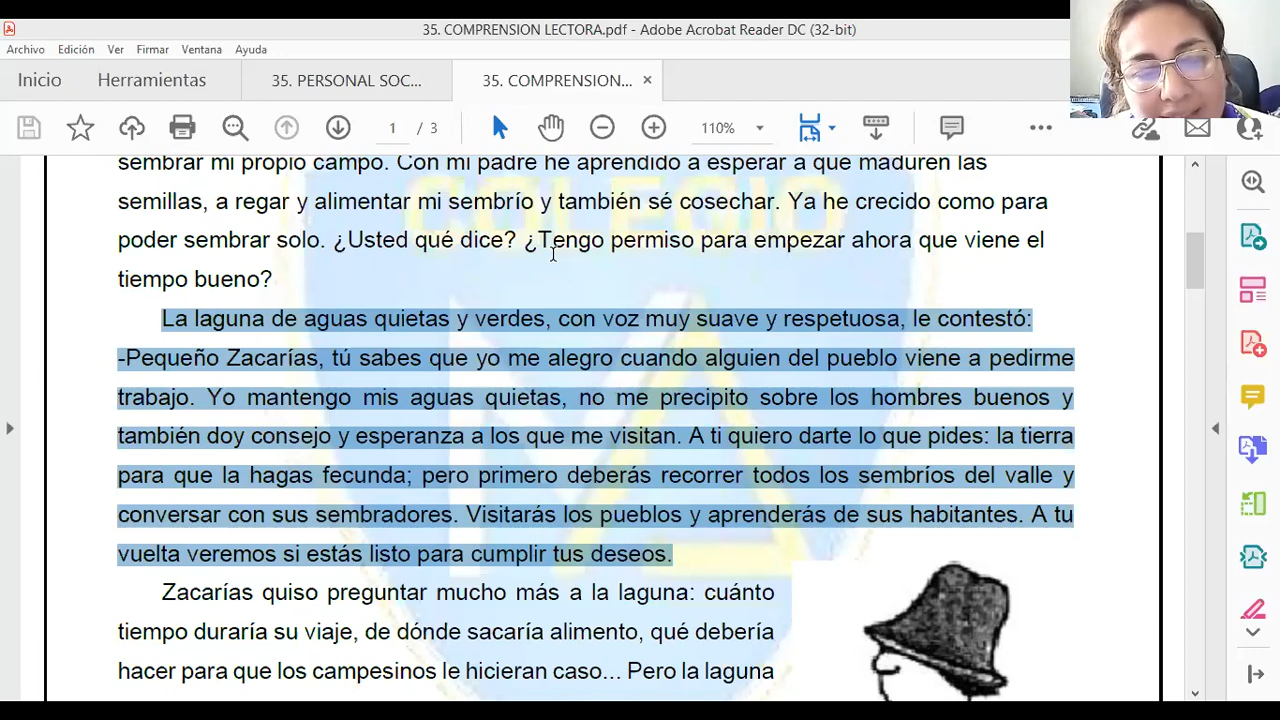 35. COMPRENSION LECTORA.pdf - Adobe Acrobat Reader DC (32-bit)
Archivo Edición Ver Firmar Ventana Ayuda
Inicio Herramientas 35. PERSONAL SOC... 35. COMPRENSION... ×
1 / 3 110%
COLEGIO
sembrar mi propio campo. Con mi padre he aprendido a esperar a que maduren las
semillas, a regar y alimentar mi sembrío y también sé cosechar. Ya he crecido como para
poder sembrar solo. ¿Usted qué dice? ¿Tengo permiso para empezar ahora que viene el
tiempo bueno?
La laguna de aguas quietas y verdes, con voz muy suave y respetuosa, le contestó:
-Pequeño Zacarías, tú sabes que yo me alegro cuando alguien del pueblo viene a pedirme
trabajo. Yo mantengo mis aguas quietas, no me precipito sobre los hombres buenos y
también doy consejo y esperanza a los que me visitan. A ti quiero darte lo que pides: la tierra
para que la hagas fecunda; pero primero deberás recorrer todos los sembríos del valle y
conversar con sus sembradores. Visitarás los pueblos y aprenderás de sus habitantes. A tu
vuelta veremos si estás listo para cumplir tus deseos.
Zacarías quiso preguntar mucho más a la laguna: cuánto
tiempo duraría su viaje, de dónde sacaría alimento, qué debería
hacer para que los campesinos le hicieran caso... Pero la laguna